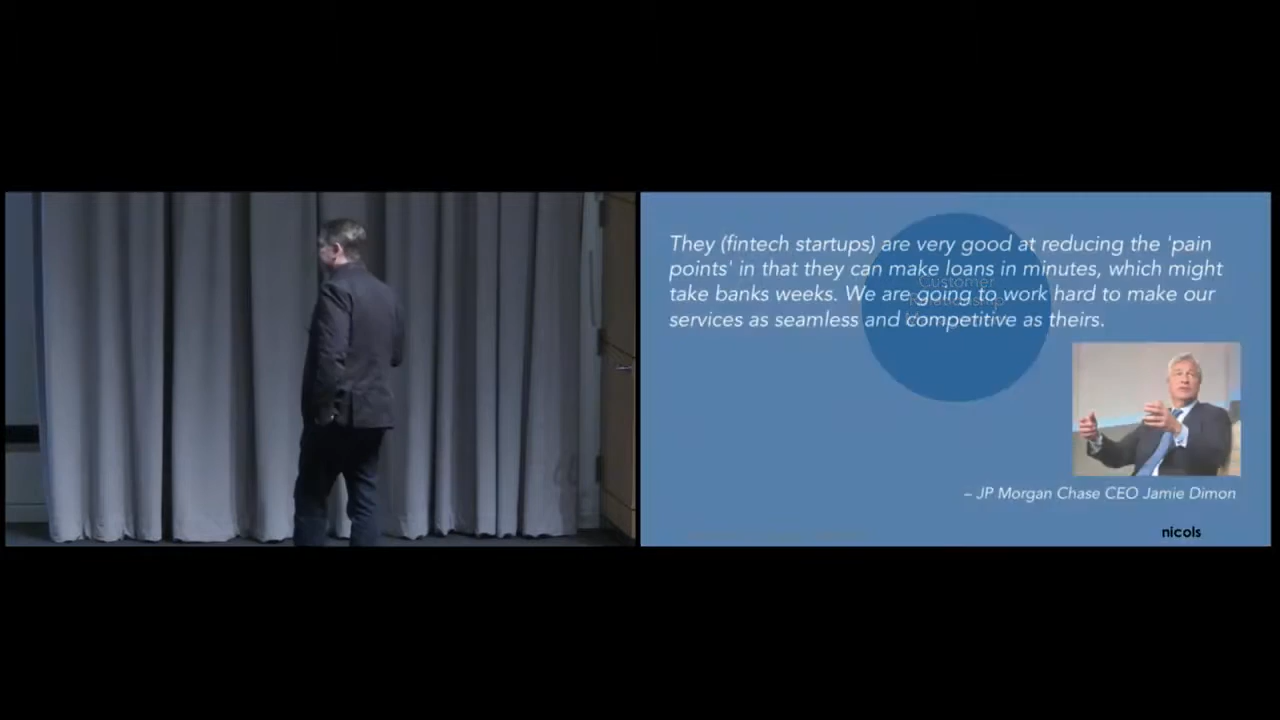 They (fintech startups) are very good at reducing the 'pain
points' in that they can make loans in minutes, which might
take banks weeks. We are going to work hard to make our
services as seamless and competitive as theirs.
Customer
Relationship
– JP Morgan Chase CEO Jamie Dimon
nicols